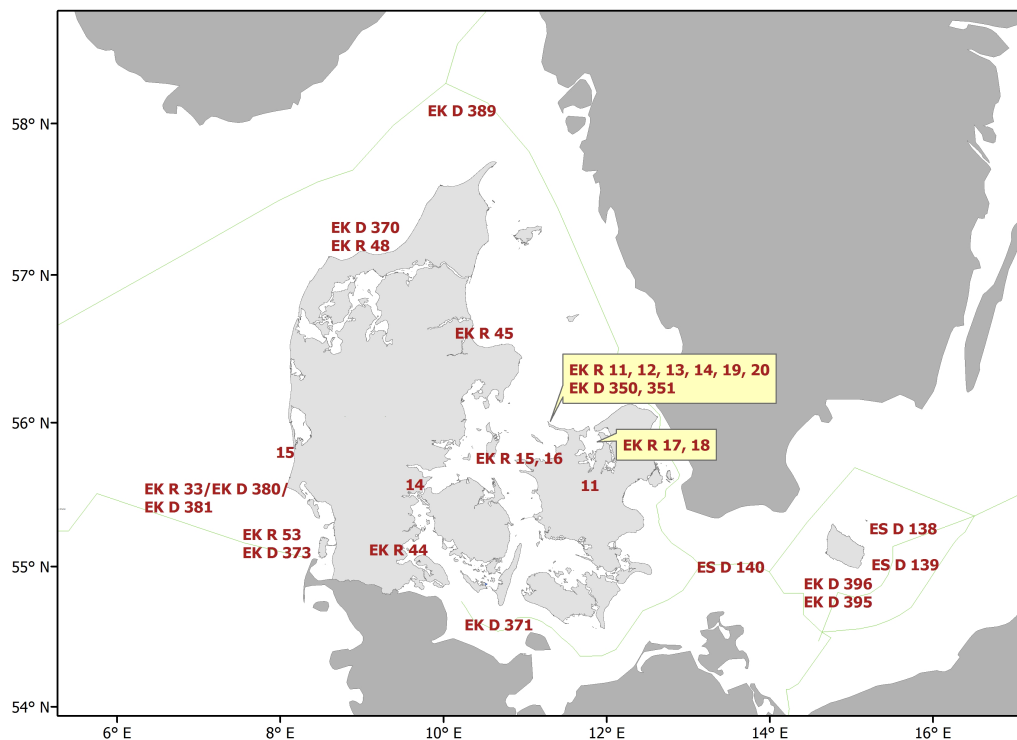 EK D 389
58° N
EK D 370
EK R 48
57° N
EK R 45
EK R 11, 12, 13, 14, 19, 20
EK D 350, 351
56° N
EK R 17, 18
15
EK R 15, 16
14
11
EK R 33/EK D 380/
EK D 381
ES D 138
EK R 53
EK D 373
EK R 44
55° N
ES D 139
ES D 140
EK D 396
EK D 395
EK D 371
54° N
6° E
8° E
10° E
12° E
14° E
16° E